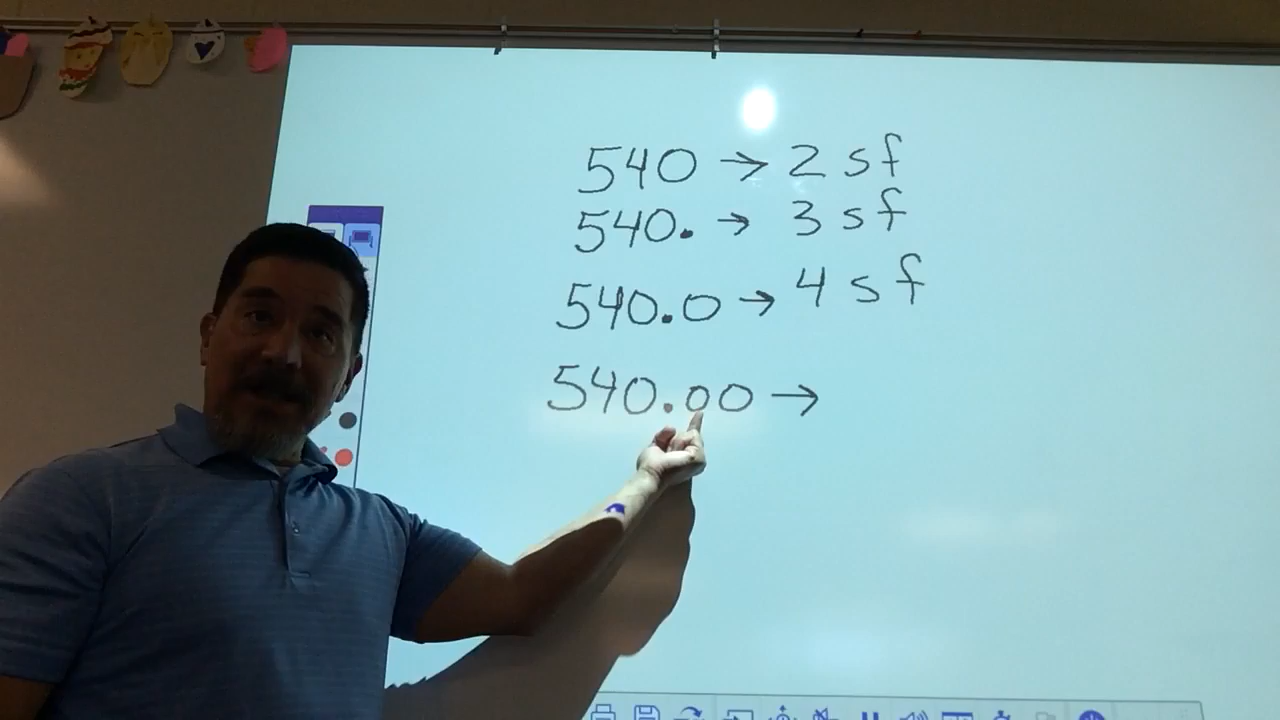 540 → 2 sf
540. → 3 sf
540.0 → 4 sf
540.00 →